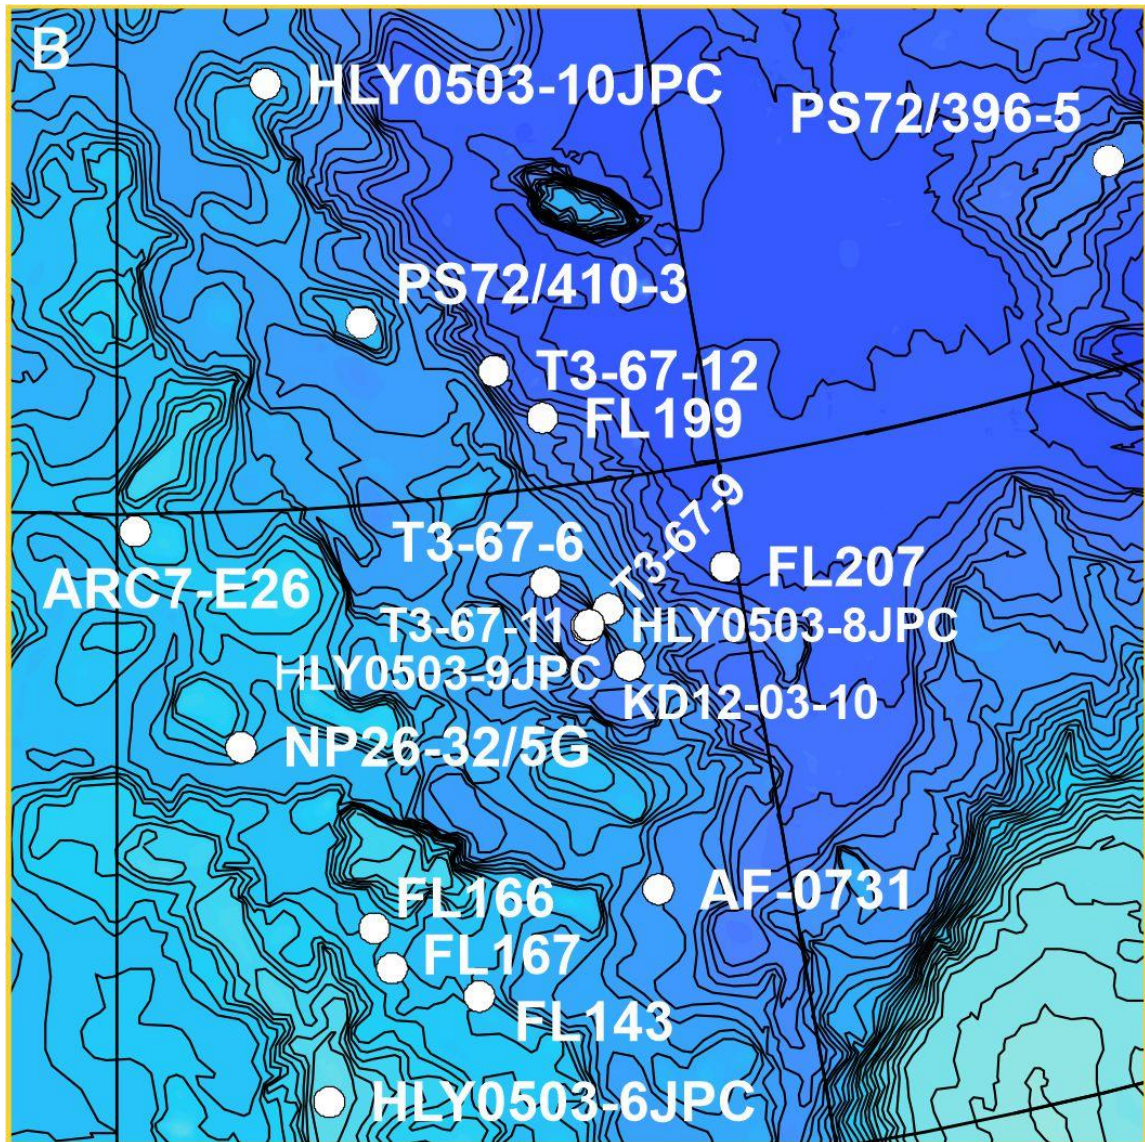 B
HLY0503-10JPC
PS72/396-5
PS72/410-3
T3-67-12
FL199
T3-67-9
T3-67-6
FL207
ARC7-E26
T3-67-11
HLY0503-8JPC
HLY0503-9JPC
KD12-03-10
NP26-32/5G
AF-0731
FL166
FL167
FL143
HLY0503-6JPC